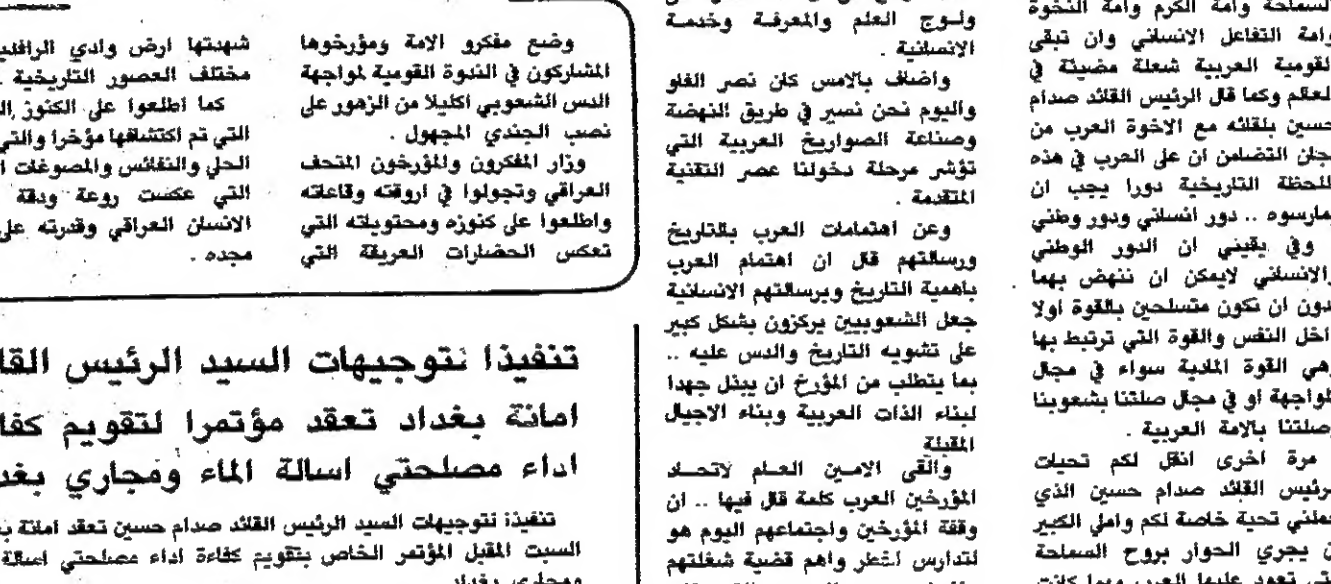 السماحة وامة الكرم وامة النخوة
وامة التفاعل الانساني وان تبقى
القومية العربية شعلة مضيئة في
العالم وكما قال الرئيس القائد صدام
حسين بلقائه مع الاخوة العرب من
لجان التضامن ان على العرب في هذه
اللحظة التاريخية دورا يجب ان
يمارسوه .. دور انساني ودور وطني
وفي يقيني ان الدور الوطني
والانساني لايمكن ان ننهض بهما
بدون ان نكون متسلحين بالقوة اولا
داخل النفس والقوة التي ترتبط بها
وهي القوة المادية سواء في مجال
المواجهة او في مجال صلتنا بشعوبنا
وصلتنا بالامة العربية .
مرة اخرى انقل لكم تحيات
الرئيس القائد صدام حسين الذي
حملني تحية خاصة لكم واملي الكبير
ان يجري الحوار بروح السماحة
التي تعود عليها العرب مهما كانت
ولوج العلم والمعرفة وخدمة
الانسانية .
واضاف بالامس كان نصر الفاو
واليوم نحن نسير في طريق النهضة
وصناعة الصواريخ العربية التي
تؤشر مرحلة دخولنا عصر التقنية
المتقدمة .
وعن اهتمامات العرب بالتاريخ
ورسالتهم قال ان اهتمام العرب
باهمية التاريخ وبرسالتهم الانسانية
جعل الشعوبيين يركزون بشكل كبير
على تشويه التاريخ والدس عليه ..
بما يتطلب من المؤرخ ان يبذل جهدا
لبناء الذات العربية وبناء الاجيال
المقبلة
والقى الامين العام لاتحاد
المؤرخين العرب كلمة قال فيها .. ان
وقفة المؤرخين واجتماعهم اليوم هو
لتدارس اخطر واهم قضية شغلتهم
وضع مفكرو الامة ومؤرخوها
المشاركون في الندوة القومية لمواجهة
الدس الشعوبي اكليلا من الزهور على
نصب الجندي المجهول .
وزار المفكرون والمؤرخون المتحف
العراقي وتجولوا في اروقته وقاعاته
واطلعوا على كنوزه ومحتوياته التي
تعكس الحضارات العريقة التي
شهدتها ارض وادي
مختلف العصور التاريخية
كما اطلعوا على الكنوز
التي تم اكتشافها مؤخرا والتي
الحلي والنفائس والمصوغات
التي عكست روعة ودقة
الانسان العراقي وقدرته على
مجده .
تنفيذا لتوجيهات السيد الرئيس
امانة بغداد تعقد مؤتمرا لتقويم
اداء مصلحتي اسالة الماء ومجاري
تنفيذا لتوجيهات السيد الرئيس القائد صدام حسين تعقد امانة
السبت المقبل المؤتمر الخاص بتقويم كفاءة اداء مصلحتي اسالة
ومجاري بغداد